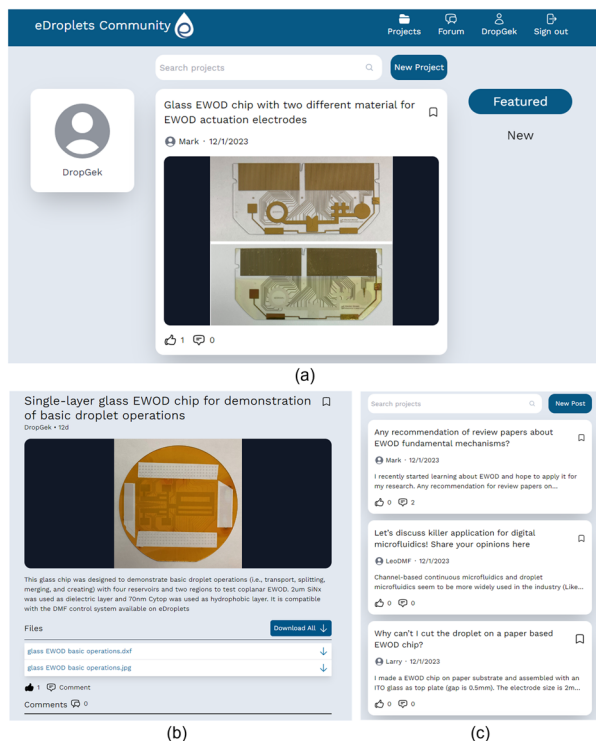 eDroplets Community
Projects
Forum
DropGek
Sign out
Search projects
New Project
DropGek
Glass EWOD chip with two different material for
EWOD actuation electrodes
Mark · 12/1/2023
1
0
Featured
New
(a)
Single-layer glass EWOD chip for demonstration
of basic droplet operations
DropGek • 12d
This glass chip was designed to demonstrate basic droplet operations (i.e., transport, splitting,
merging, and creating) with four reservoirs and two regions to test coplanar EWOD. 2um SiNx
was used as dielectric layer and 70nm Cytop was used as hydrophobic layer. It is compatible
with the DMF control system available on eDroplets
Files
Download All
glass EWOD basic operations.dxf
glass EWOD basic operations.jpg
1
Comment
Comments
0
(b)
Search projects
New Post
Any recommendation of review papers about
EWOD fundamental mechanisms?
Mark · 12/1/2023
I recently started learning about EWOD and hope to apply it for
my research. Any recommendation for review papers on...
0
2
Let's discuss killer application for digital
microfluidics! Share your opinions here
LeoDMF · 12/1/2023
Channel-based continuous microfluidics and droplet
microfluidics seem to be more widely used in the industry (Like...
0
0
Why can't I cut the droplet on a paper based
EWOD chip?
Larry · 12/1/2023
I made a EWOD chip on paper substrate and assembled with an
ITO glass as top plate (gap is 0.5mm). The electrode size is 2m...
0
0
(c)